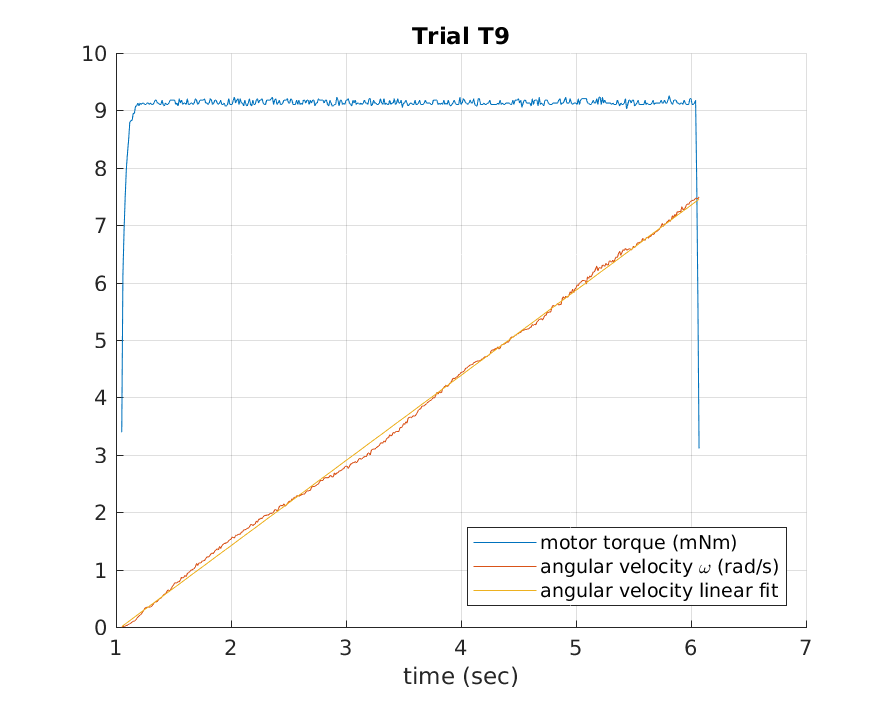 Trial T9
10
9
8
7
6
5
4
3
2
1
0
1 2 3 4 5 6 7
time (sec)
motor torque (mNm)
angular velocity ω (rad/s)
angular velocity linear fit